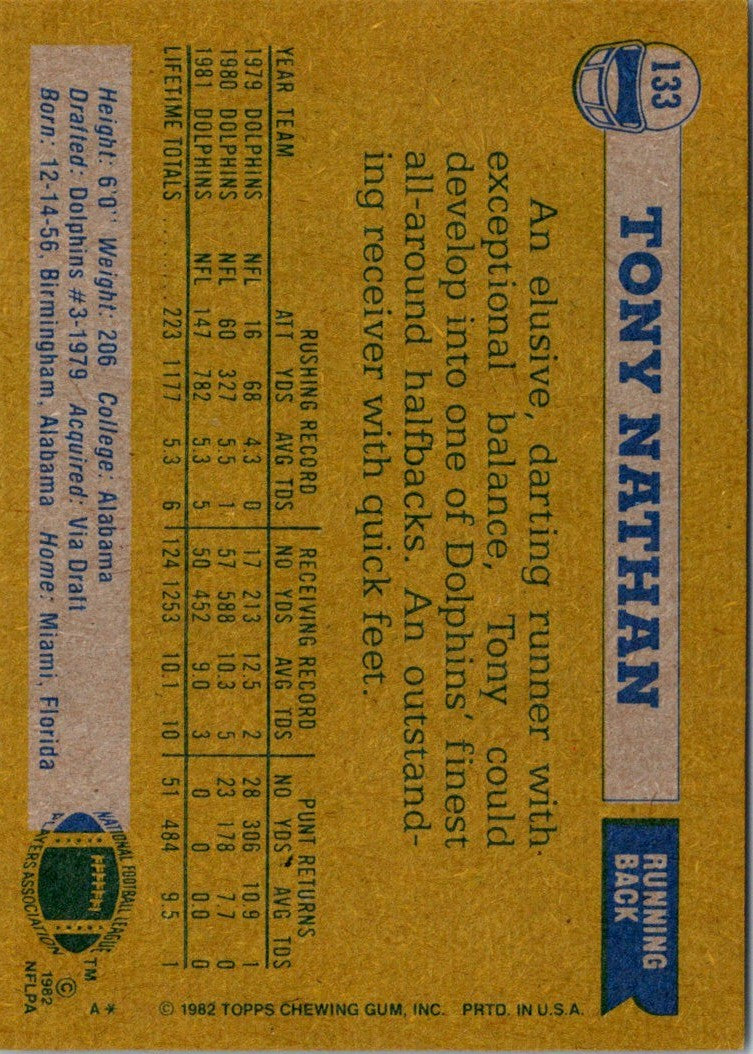 133
TONY NATHAN
RUNNING
BACK
An elusive, darting runner with
exceptional balance, Tony could
develop into one of Dolphins' finest
all-around halfbacks. An outstand-
ing receiver with quick feet.
RUSHING RECORD RECEIVING RECORD PUNT RETURNS
YEAR TEAM ATT YDS AVG TDS NO YDS AVG TDS NO YDS AVG TDS
1979 DOLPHINS NFL 16 68 4.3 0 17 213 12.5 2 28 306 10.9 1
1980 DOLPHINS NFL 60 327 5.5 1 57 588 10.3 5 23 178 7.7 0
1981 DOLPHINS NFL 147 782 5.3 5 50 452 9.0 3 0 0 0.0 0
LIFETIME TOTALS ........... 223 1177 5.3 6 124 1253 10.1 10 51 484 9.5 1
Height: 6'0" Weight: 206 College: Alabama
Drafted: Dolphins #3-1979 Acquired: Via Draft
Born: 12-14-56, Birmingham, Alabama Home: Miami, Florida
NATIONAL FOOTBALL LEAGUE
PLAYERS ASSOCIATION
TM
© 1982
NFLPA
A*
© 1982 TOPPS CHEWING GUM, INC. PRTD. IN U.S.A.